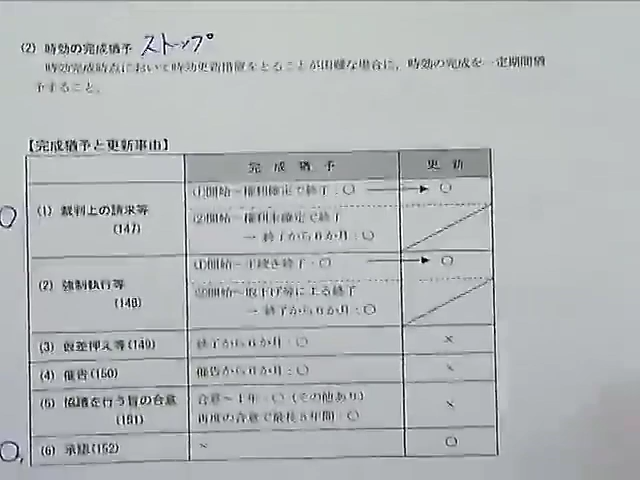 (2) 時効の完成猶予 ストップ
時効完成時点において時効更新措置をとることが困難な場合に、時効の完成を一定期間猶
予すること。
【完成猶予と更新事由】
完成猶予 更新
(1) 裁判上の請求等
(147)
①開始～権利確定で終了：○ → ○
②開始～権利未確定で終了
→ 終了から6か月：○
(2) 強制執行等
(148)
①開始～手続き終了：○ → ○
②開始～取下げ等による終了
→ 終了から6か月：○
(3) 仮差押え等(149) 終了から6か月：○ ×
(4) 催告(150) 催告から6か月：○ ×
(5) 協議を行う旨の合意
(151)
合意～1年：○（その他あり）
再度の合意で最長5年間：○
×
(6) 承認(152) × ○